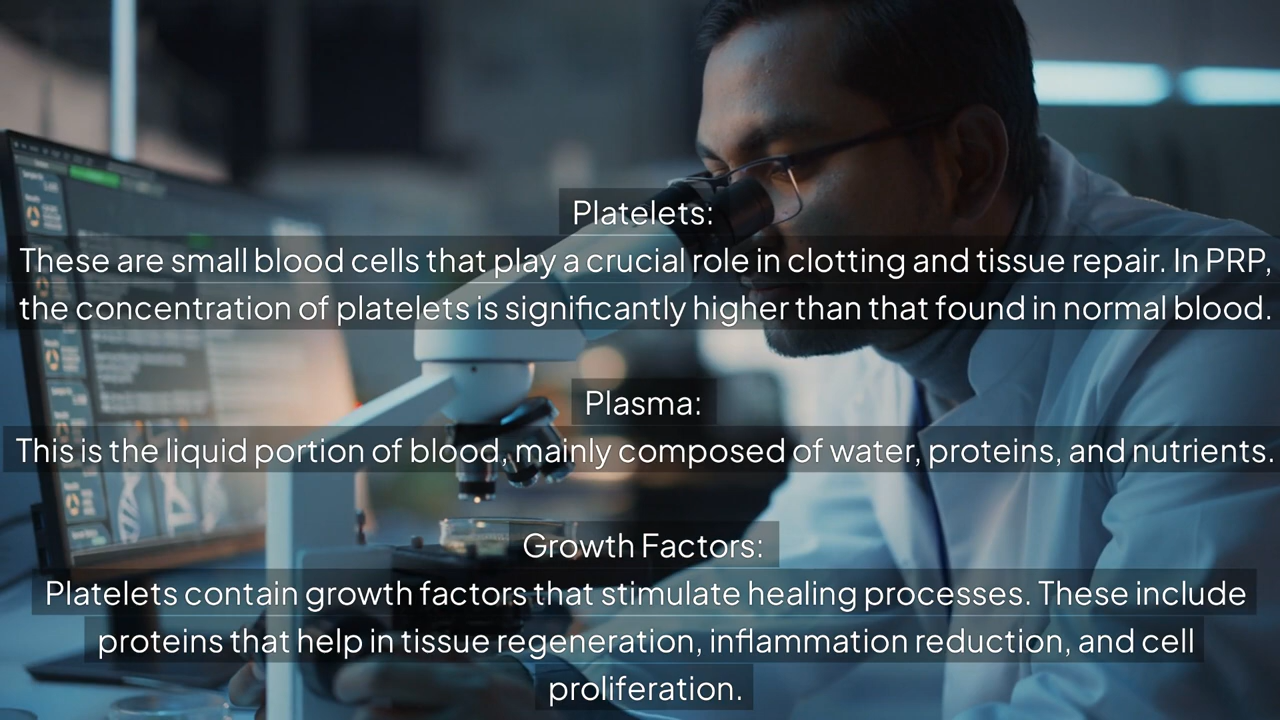 Platelets:
These are small blood cells that play a crucial role in clotting and tissue repair. In PRP,
the concentration of platelets is significantly higher than that found in normal blood.
Plasma:
This is the liquid portion of blood, mainly composed of water, proteins, and nutrients.
Growth Factors:
Platelets contain growth factors that stimulate healing processes. These include
proteins that help in tissue regeneration, inflammation reduction, and cell
proliferation.